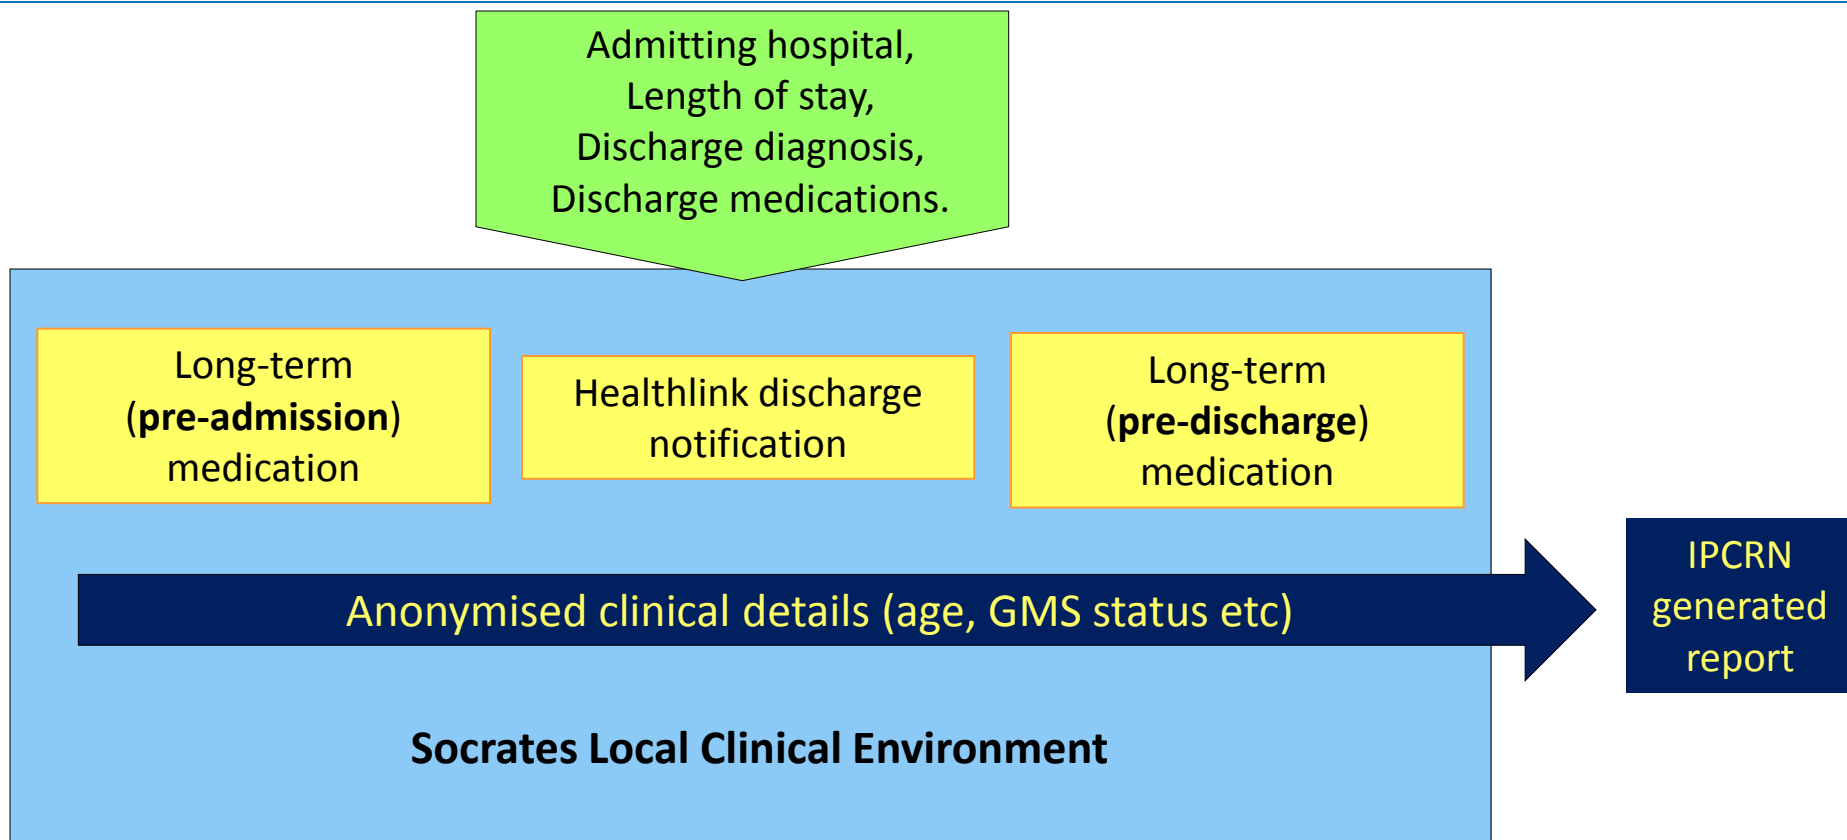 Admitting hospital,
Length of stay,
Discharge diagnosis,
Discharge medications.
Long-term
(pre-admission)
medication
Healthlink discharge
notification
Long-term
(pre-discharge)
medication
Anonymised clinical details (age, GMS status etc)
IPCRN
generated
report
Socrates Local Clinical Environment